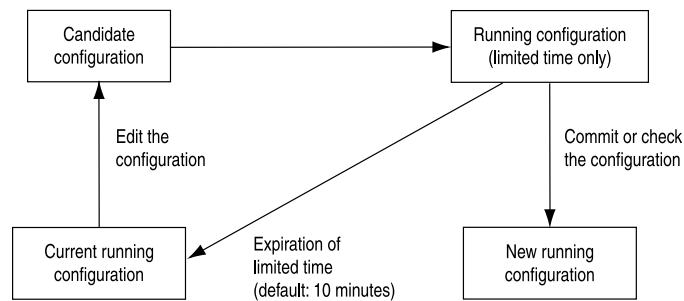 Candidate
configuration
Running configuration
(limited time only)
Edit the
configuration
Commit or check
the configuration
Current running
configuration
Expiration of
limited time
(default: 10 minutes)
New running
configuration